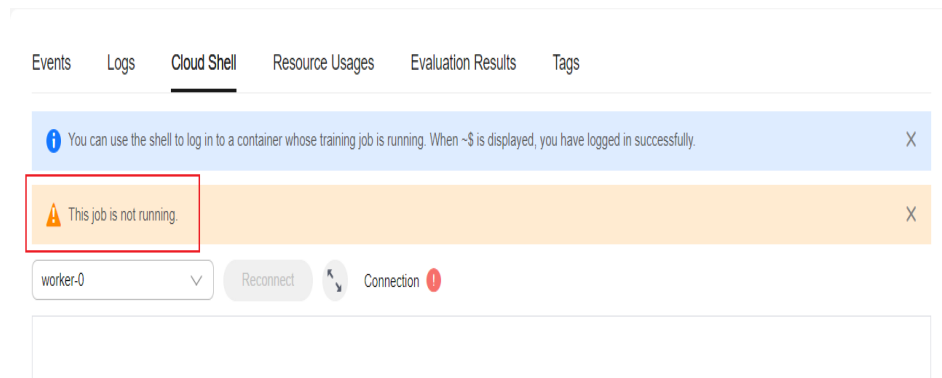 Events Logs Cloud Shell Resource Usages Evaluation Results Tags
You can use the shell to log in to a container whose training job is running. When ~$ is displayed, you have logged in successfully.
This job is not running.
worker-0 Reconnect Connection